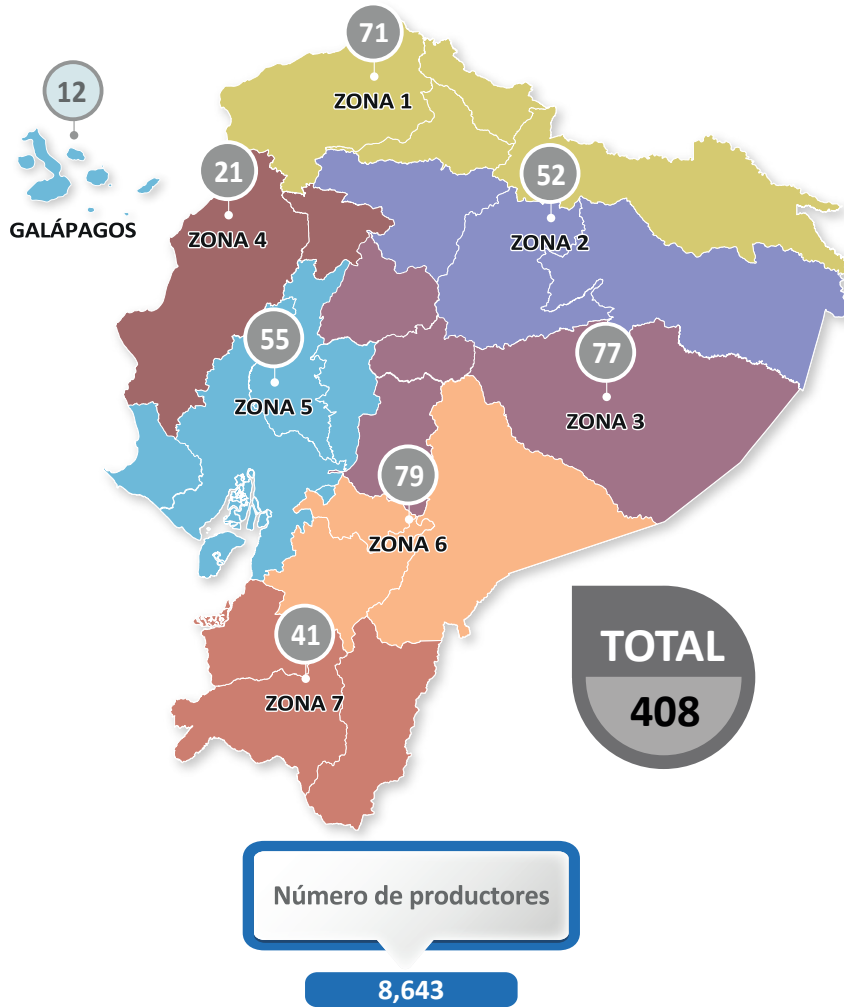 71
ZONA 1
12
GALÁPAGOS
21
ZONA 4
52
ZONA 2
55
ZONA 5
77
ZONA 3
79
ZONA 6
41
ZONA 7
TOTAL
408
Número de productores
8,643